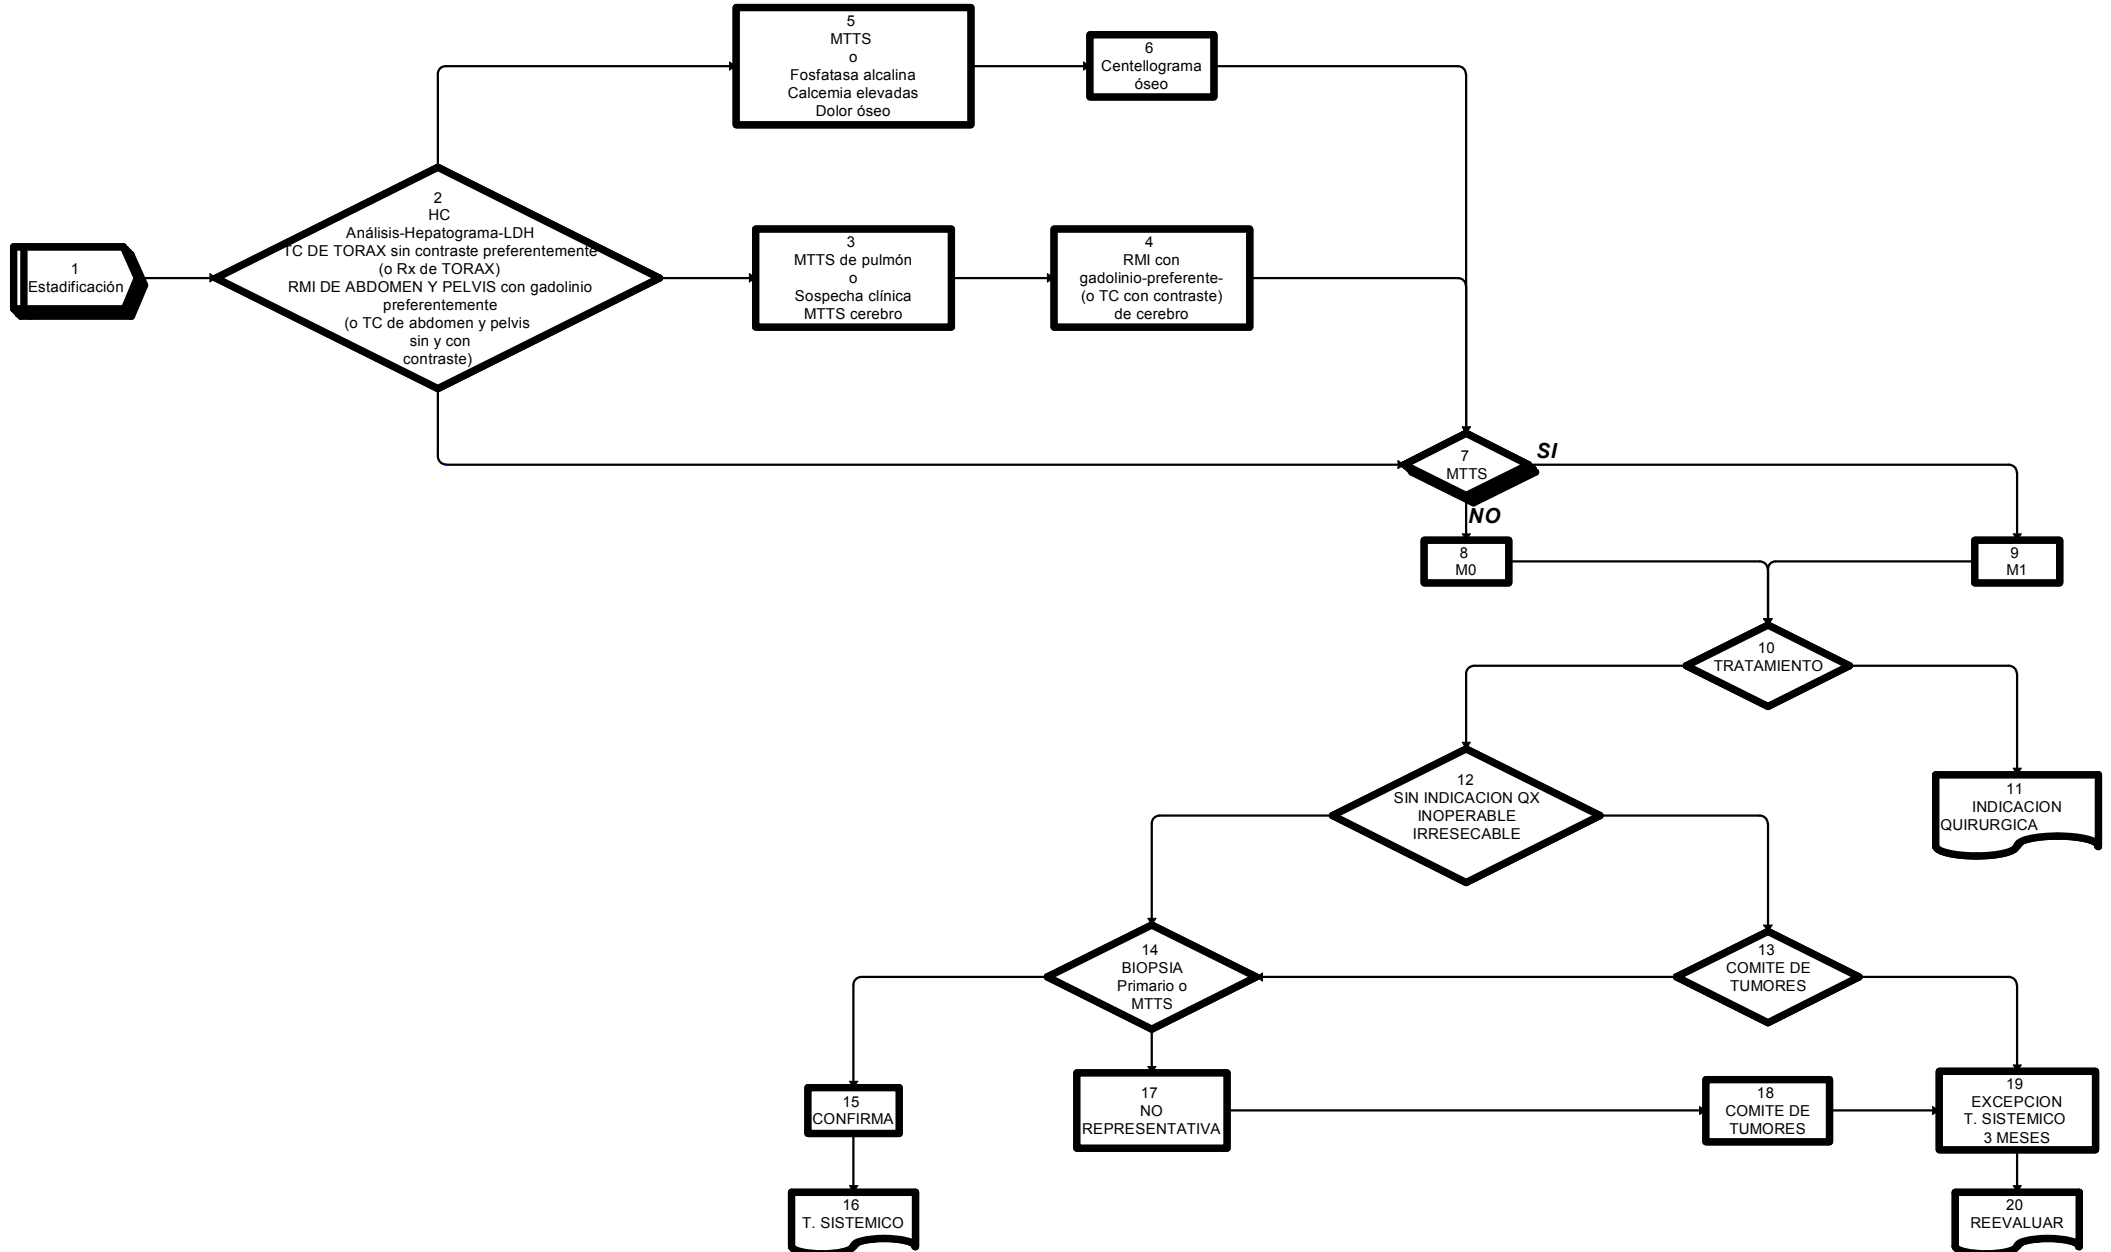 1
Estadificación
2
HC
Análisis-Hepatograma-LDH
TC DE TORAX sin contraste preferentemente
(o Rx de TORAX)
RMI DE ABDOMEN Y PELVIS con gadolinio
preferentemente
(o TC de abdomen y pelvis
sin y con
contraste)
5
MTTS
o
Fosfatasa alcalina
Calcemia elevadas
Dolor óseo
6
Centellograma
óseo
3
MTTS de pulmón
o
Sospecha clínica
MTTS cerebro
4
RMI con
gadolinio-preferente-
(o TC con contraste)
de cerebro
7
MTTS
SI
NO
8
M0
9
M1
10
TRATAMIENTO
11
INDICACION
QUIRURGICA
12
SIN INDICACION QX
INOPERABLE
IRRESECABLE
13
COMITE DE
TUMORES
14
BIOPSIA
Primario o
MTTS
15
CONFIRMA
16
T. SISTEMICO
17
NO
REPRESENTATIVA
18
COMITE DE
TUMORES
19
EXCEPCION
T. SISTEMICO
3 MESES
20
REEVALUAR